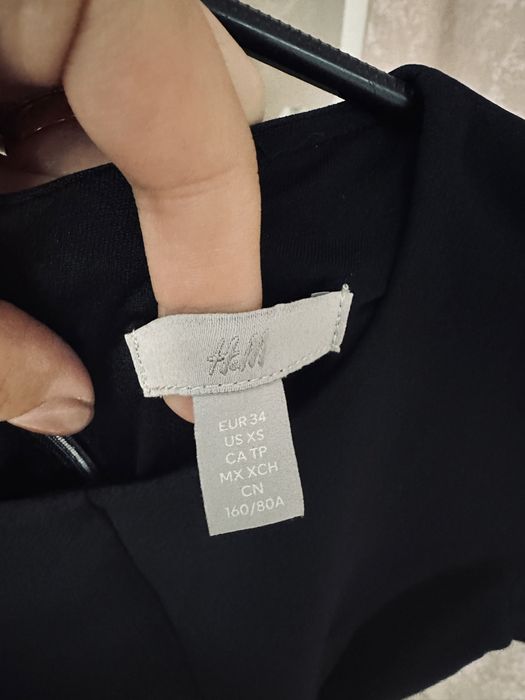 H&M
EUR 34
US XS
CA TP
MX XCH
CN
160/80A